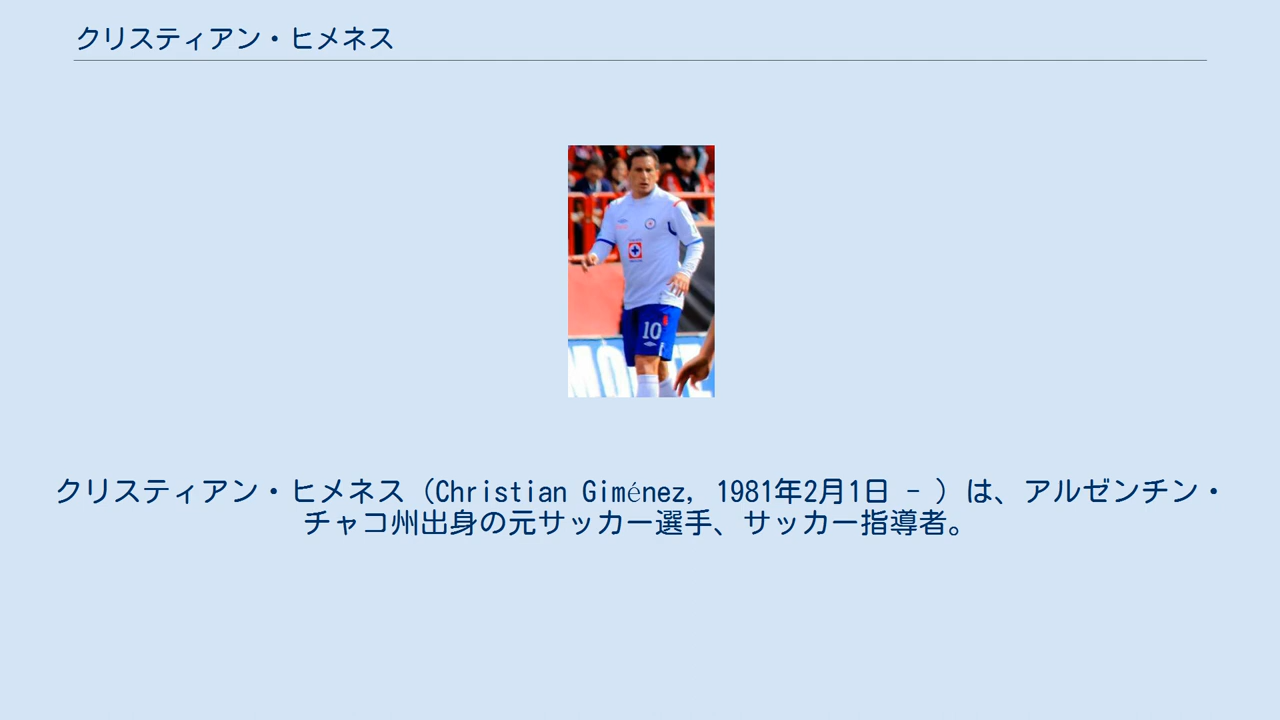 クリスティアン・ヒメネス
10
クリスティアン・ヒメネス（Christian Giménez, 1981年2月1日 - ）は、アルゼンチン・
チャコ州出身の元サッカー選手、サッカー指導者。